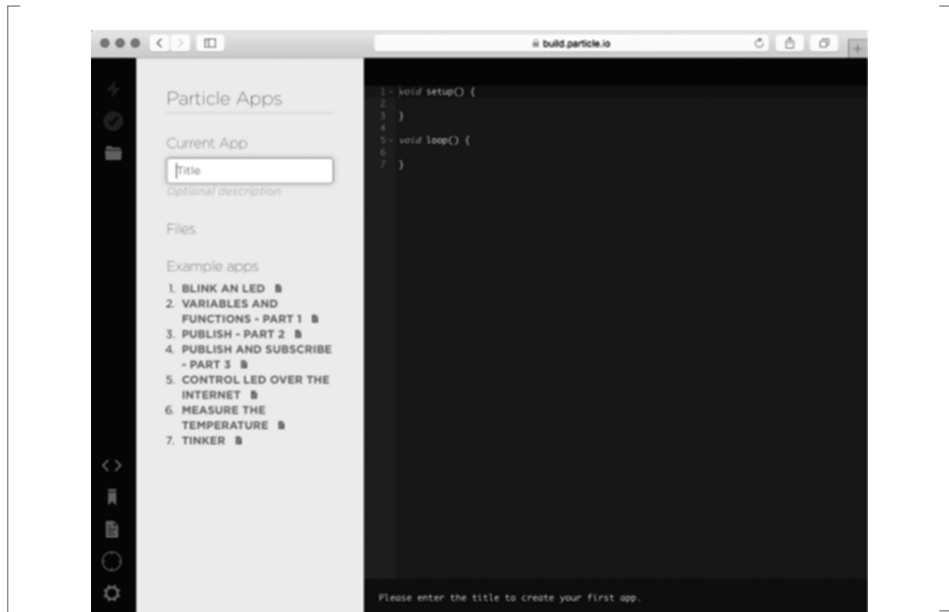 build.particle.io
Particle Apps
Current App
Title
Optional description
Files
Example apps
1. BLINK AN LED
2. VARIABLES AND
FUNCTIONS - PART 1
3. PUBLISH - PART 2
4. PUBLISH AND SUBSCRIBE
- PART 3
5. CONTROL LED OVER THE
INTERNET
6. MEASURE THE
TEMPERATURE
7. TINKER
1 void setup() {
2
3 }
4
5 void loop() {
6
7 }
Please enter the title to create your first app.